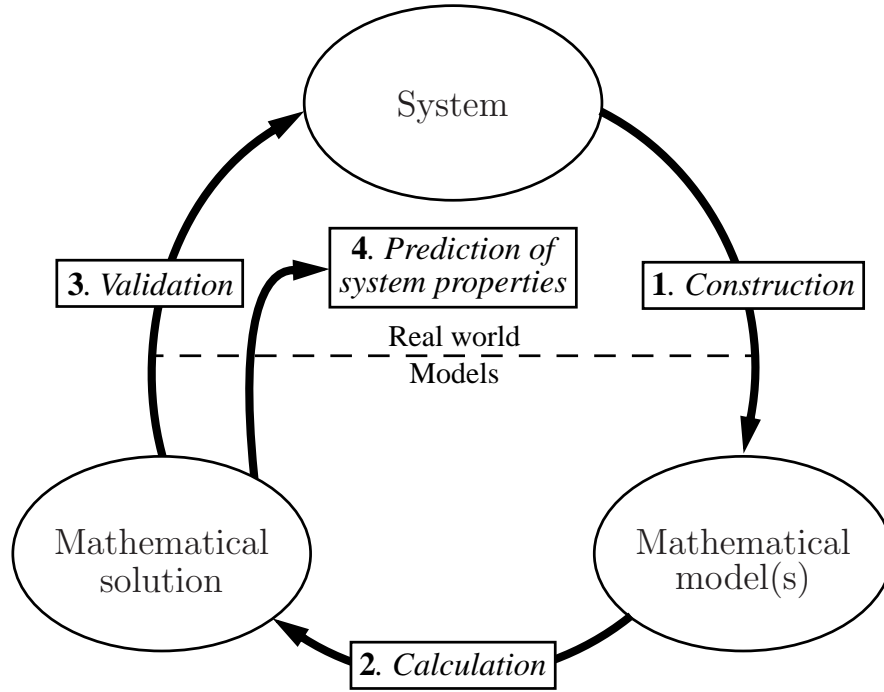 System
4. Prediction of
system properties
3. Validation
1. Construction
Real world
Models
Mathematical
solution
Mathematical
model(s)
2. Calculation